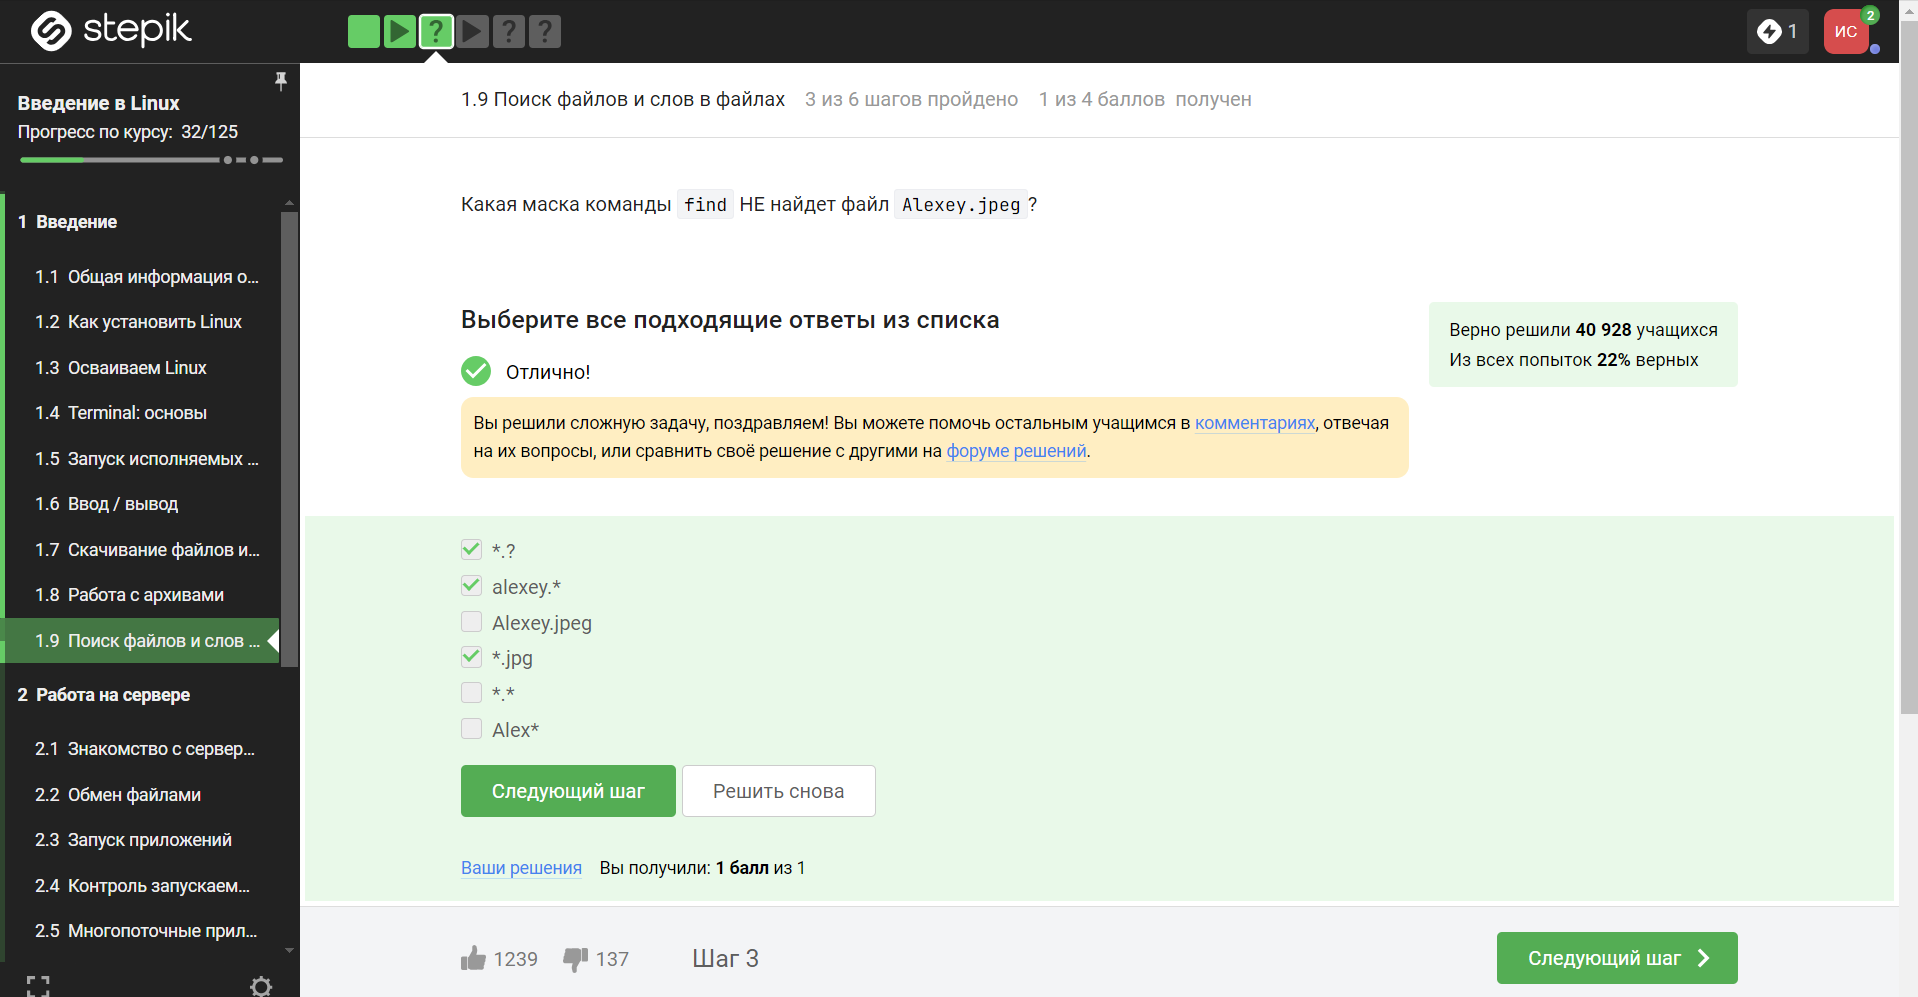 stepik
? ? ?
1
ИС
2
Введение в Linux
Прогресс по курсу: 32/125
1 Введение
1.1 Общая информация о...
1.2 Как установить Linux
1.3 Осваиваем Linux
1.4 Terminal: основы
1.5 Запуск исполняемых ...
1.6 Ввод / вывод
1.7 Скачивание файлов и...
1.8 Работа с архивами
1.9 Поиск файлов и слов ...
2 Работа на сервере
2.1 Знакомство с сервер...
2.2 Обмен файлами
2.3 Запуск приложений
2.4 Контроль запускаем...
2.5 Многопоточные прил...
1.9 Поиск файлов и слов в файлах 3 из 6 шагов пройдено 1 из 4 баллов получен
Какая маска команды find НЕ найдет файл Alexey.jpeg?
Выберите все подходящие ответы из списка
Отлично!
Вы решили сложную задачу, поздравляем! Вы можете помочь остальным учащимся в комментариях, отвечая
на их вопросы, или сравнить своё решение с другими на форуме решений.
Верно решили 40 928 учащихся
Из всех попыток 22% верных
*.?
alexey.*
Alexey.jpeg
*.jpg
*.*
Alex*
Следующий шаг Решить снова
Ваши решения Вы получили: 1 балл из 1
1239 137 Шаг 3 Следующий шаг